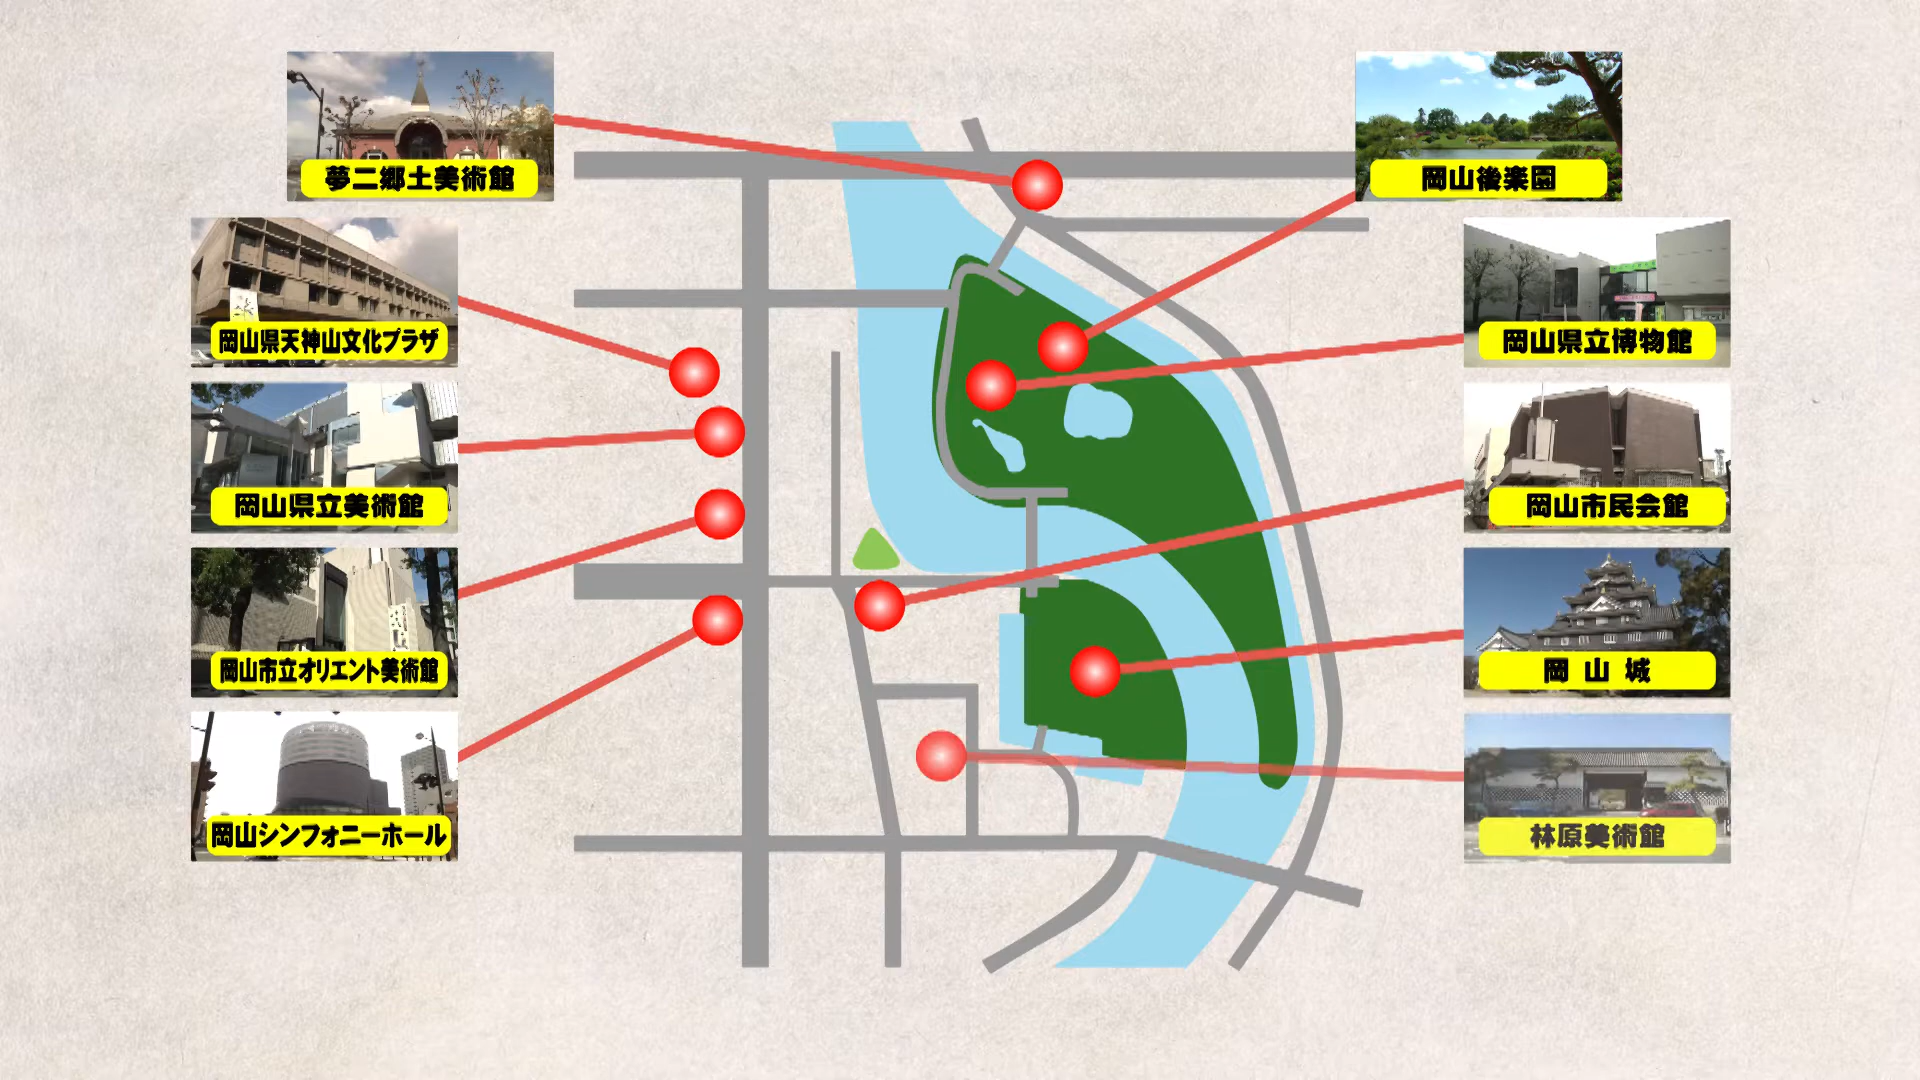 夢二郷土美術館
岡山県天神山文化プラザ
岡山県立美術館
岡山市立オリエント美術館
岡山シンフォニーホール
岡山後楽園
岡山県立博物館
岡山市民会館
岡山城
林原美術館